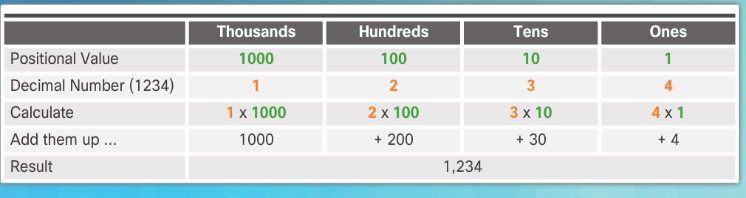 Thousands Hundreds Tens Ones
Positional Value 1000 100 10 1
Decimal Number (1234) 1 2 3 4
Calculate 1 x 1000 2 x 100 3 x 10 4 x 1
Add them up ... 1000 + 200 + 30 + 4
Result 1,234